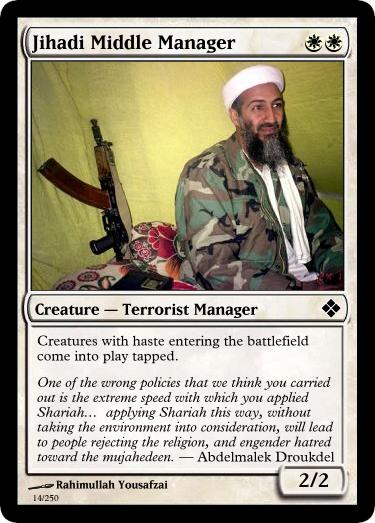 Jihadi Middle Manager
Creature — Terrorist Manager
Creatures with haste entering the battlefield
come into play tapped.
One of the wrong policies that we think you carried
out is the extreme speed with which you applied
Shariah… applying Shariah this way, without
taking the environment into consideration, will lead
to people rejecting the religion, and engender hatred
toward the mujahedeen. — Abdelmalek Droukdel
2/2
Rahimullah Yousafzai
14/250